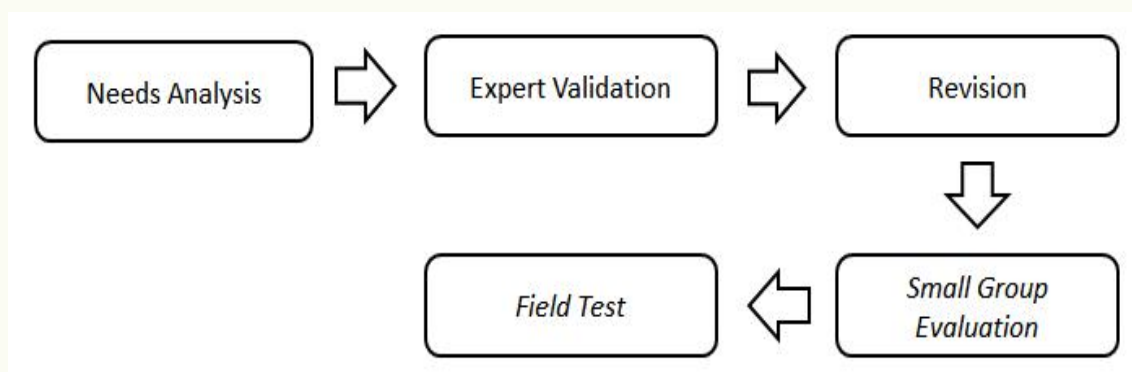 Needs Analysis
Expert Validation
Revision
Small Group
Evaluation
Field Test